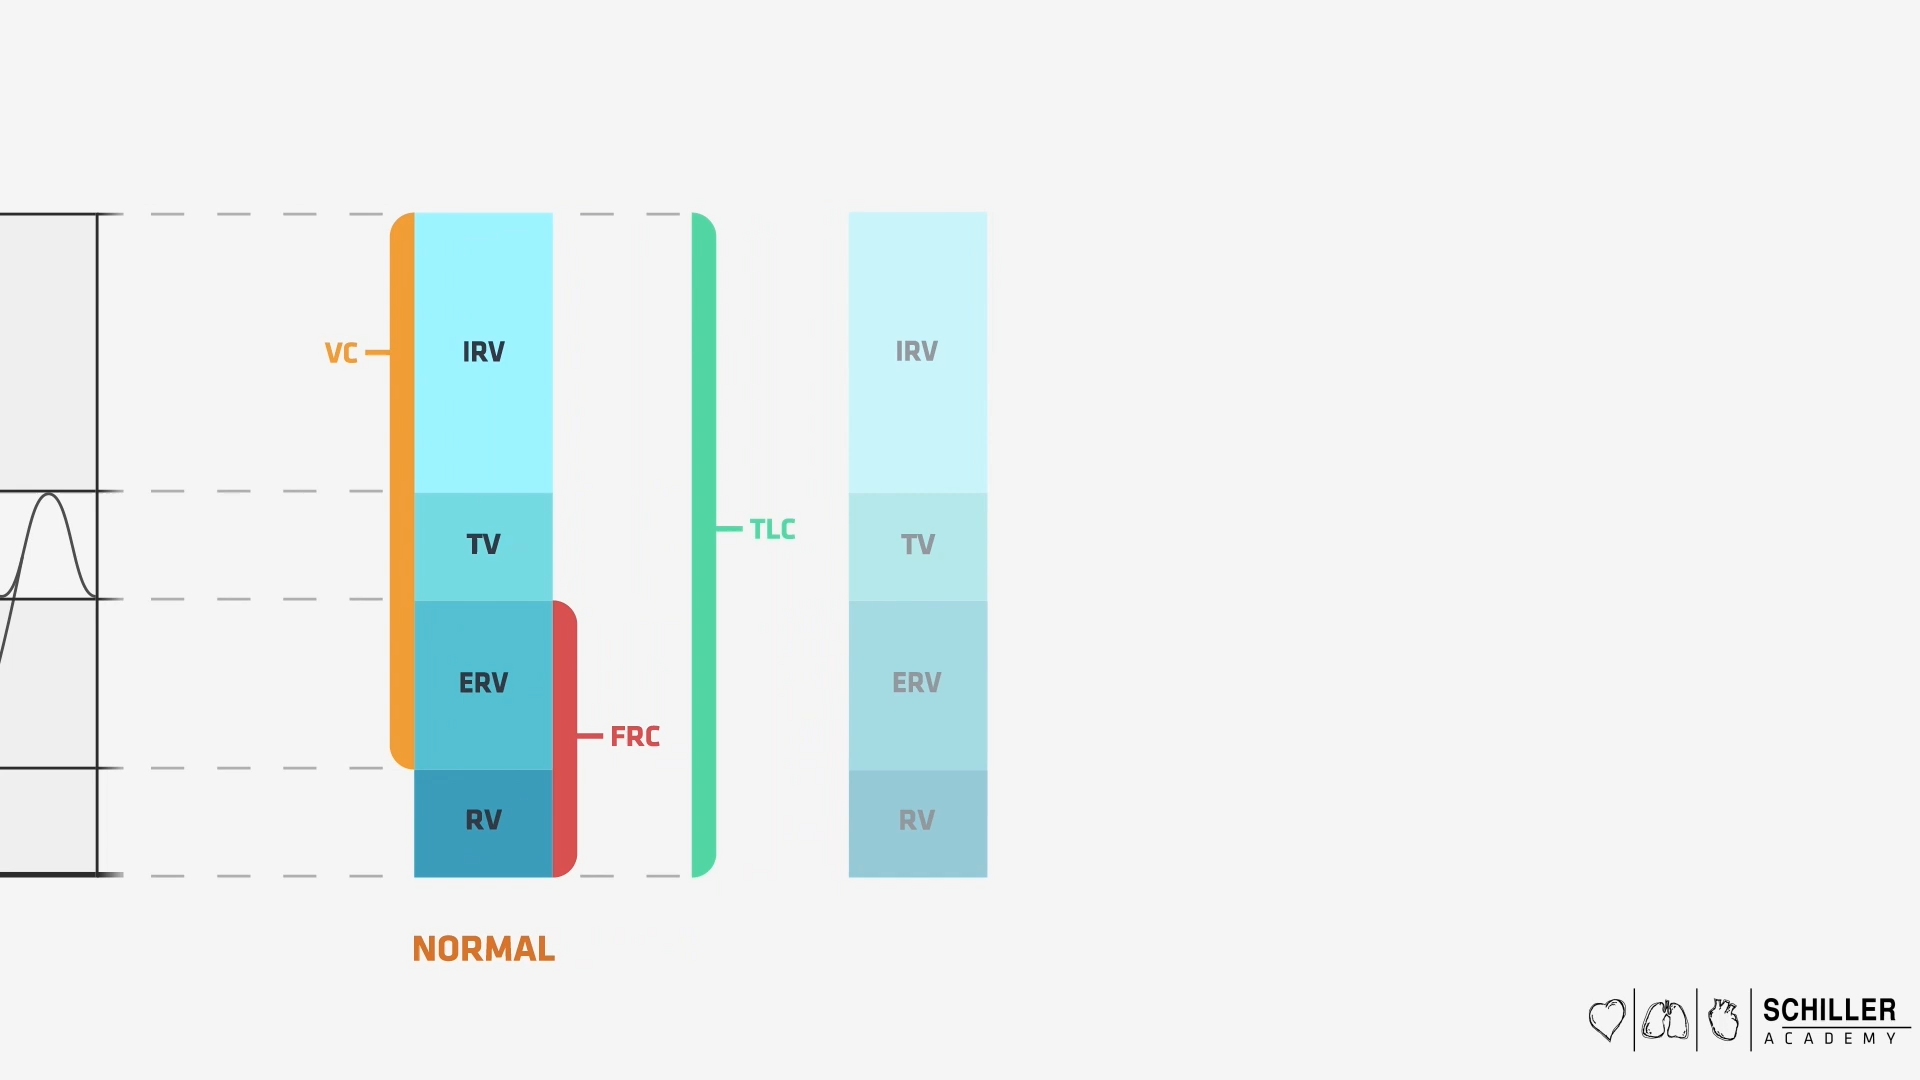 IRV
VC
TV
TLC
ERV
FRC
RV
NORMAL
IRV
TV
ERV
RV
SCHILLER
ACADEMY